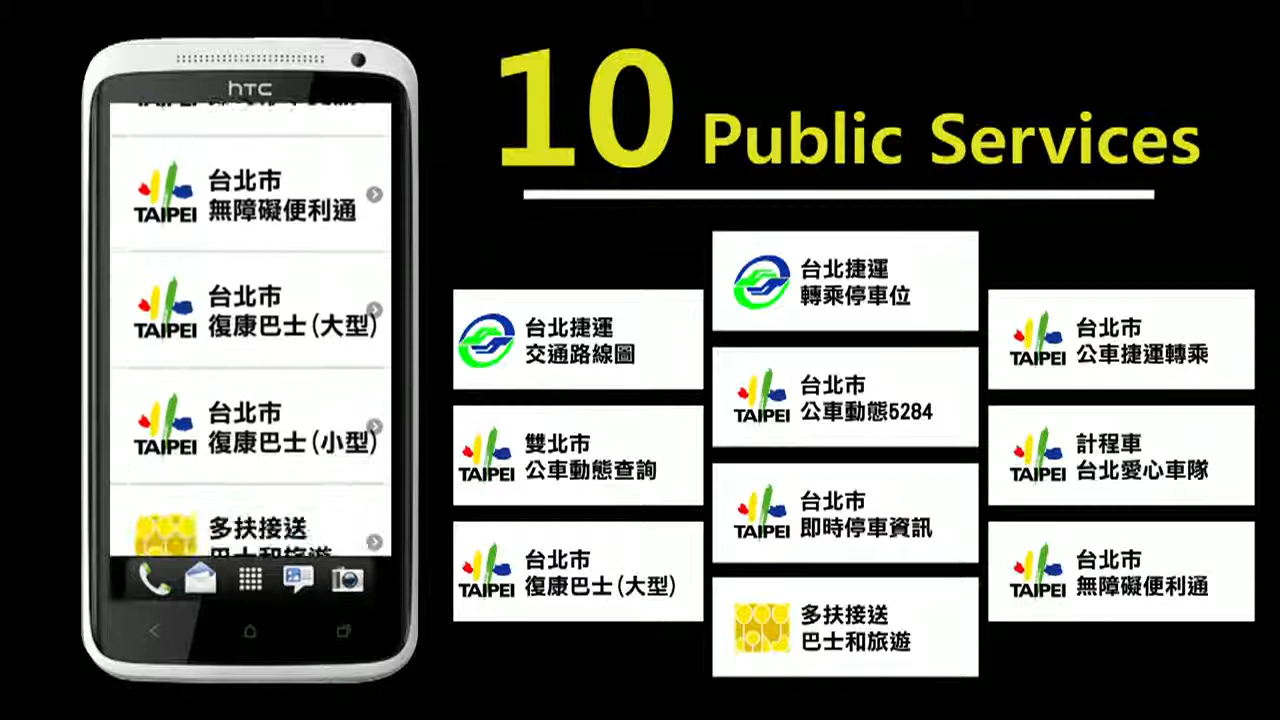 hTC
TAIPEI
台北市
無障礙便利通
TAIPEI
台北市
復康巴士(大型)
TAIPEI
台北市
復康巴士(小型)
多扶接送
巴士和旅遊
10 Public Services
台北捷運
交通路線圖
TAIPEI
雙北市
公車動態查詢
TAIPEI
台北市
復康巴士(大型)
台北捷運
轉乘停車位
TAIPEI
台北市
公車動態5284
TAIPEI
台北市
即時停車資訊
多扶接送
巴士和旅遊
TAIPEI
台北市
公車捷運轉乘
TAIPEI
計程車
台北愛心車隊
TAIPEI
台北市
無障礙便利通